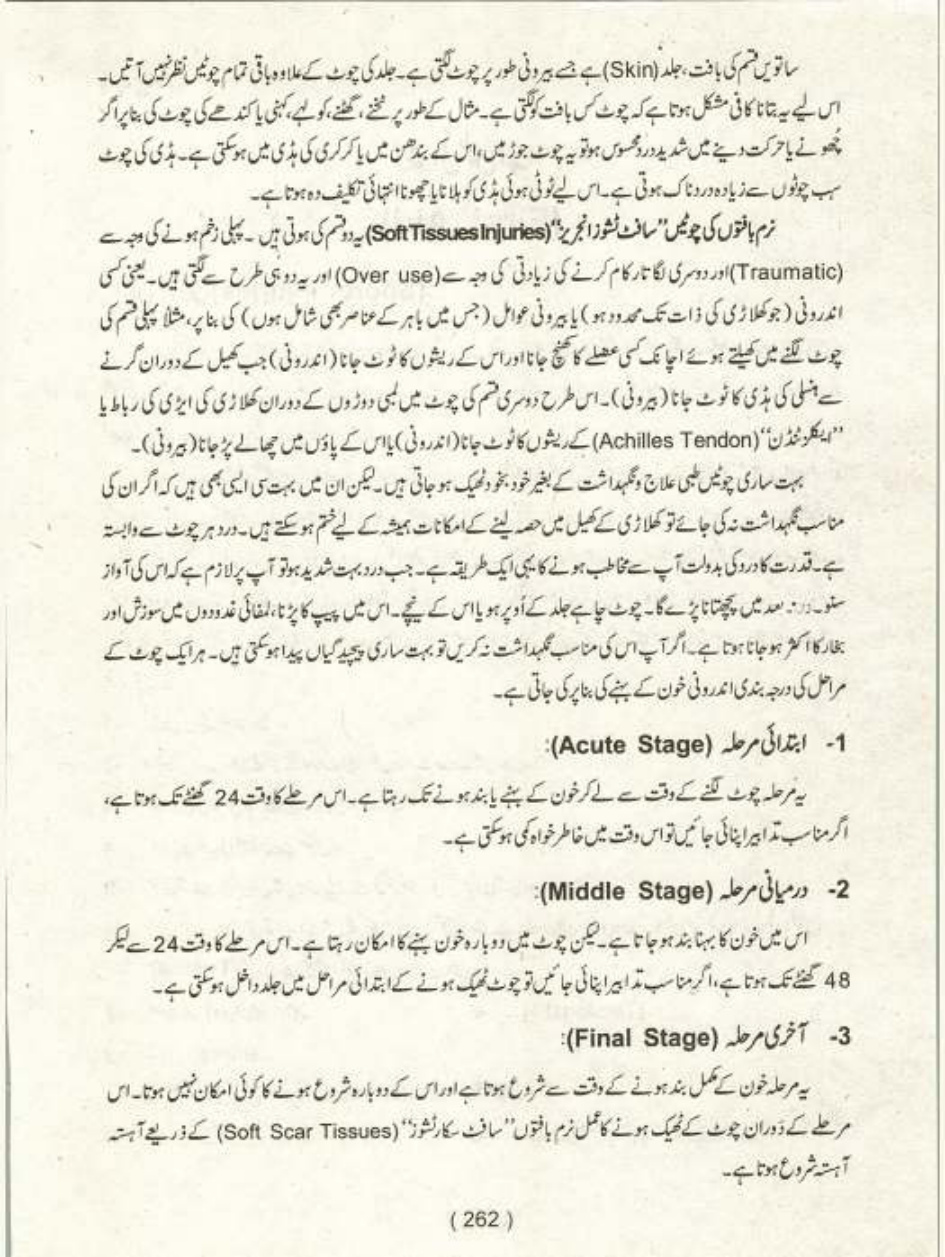 ساتویں قسم کی بافت، جلد (Skin) ہے جسے بیرونی طور پر چوٹ لگتی ہے۔ جلد کی چوٹ کے علاوہ باقی تمام چوٹیں نظر نہیں آتیں۔
اس لیے یہ بتانا کافی مشکل ہوتا ہے کہ چوٹ کس بافت کو لگتی ہے۔ مثال کے طور پر ٹخنے، گھٹنے، کولہے، کہنی یا کندھے کی چوٹ کی بنا پر اگر
چُھونے یا حرکت دینے میں شدید درد محسوس ہو تو یہ چوٹ جوڑ میں، اس کے بندھن میں یا کرکری کی ہڈی میں ہو سکتی ہے۔ ہڈی کی چوٹ
سب چوٹوں سے زیادہ دردناک ہوتی ہے۔ اس لیے ٹوٹی ہوئی ہڈی کو ہلانا یا چھونا انتہائی تکلیف دہ ہوتا ہے۔
نرم بافتوں کی چوٹیں ”سافٹ ٹشوز انجریز“ (Soft Tissues Injuries) یہ دو قسم کی ہوتی ہیں ۔ پہلی زخم ہونے کی وجہ سے
(Traumatic) اور دوسری لگاتار کام کرنے کی زیادتی کی وجہ سے (Over use) اور یہ دو ہی طرح سے لگتی ہیں۔ یعنی کسی
اندرونی (جو کھلاڑی کی ذات تک محدود ہو) یا بیرونی عوامل (جس میں باہر کے عناصر بھی شامل ہوں) کی بنا پر، مثلاً پہلی قسم کی
چوٹ لگنے میں کھیلتے ہوئے اچانک کسی عضلے کا کھنچ جانا اور اس کے ریشوں کا ٹوٹ جانا (اندرونی) جب کھیل کے دوران گرنے
سے ہنسلی کی ہڈی کا ٹوٹ جانا (بیرونی)۔ اس طرح دوسری قسم کی چوٹ میں لمبی دوڑوں کے دوران کھلاڑی کی ایڑی کی رباط یا
”ایکلز ٹنڈن“ (Achilles Tendon) کے ریشوں کا ٹوٹ جانا (اندرونی) یا اس کے پاؤں میں چھالے پڑ جانا (بیرونی)۔
بہت ساری چوٹیں طبی علاج و نگہداشت کے بغیر خود بخود ٹھیک ہو جاتی ہیں۔ لیکن ان میں بہت سی ایسی بھی ہیں کہ اگر ان کی
مناسب نگہداشت نہ کی جائے تو کھلاڑی کے کھیل میں حصہ لینے کے امکانات ہمیشہ کے لیے ختم ہو سکتے ہیں۔ درد ہر چوٹ سے وابستہ
ہے۔ قدرت کا درد کی بدولت آپ سے مخاطب ہونے کا یہی ایک طریقہ ہے۔ جب درد بہت شدید ہو تو آپ پر لازم ہے کہ اس کی آواز
سنو۔ ورنہ بعد میں پچھتانا پڑے گا۔ چوٹ چاہے جلد کے اُوپر ہو یا اس کے نیچے۔ اس میں پیپ کا پڑنا، لمفائی غدودوں میں سوزش اور
بخار کا اکثر ہو جانا ہوتا ہے۔ اگر آپ اس کی مناسب نگہداشت نہ کریں تو بہت ساری پیچیدگیاں پیدا ہو سکتی ہیں۔ ہر ایک چوٹ کے
مراحل کی درجہ بندی اندرونی خون کے بہنے کی بنا پر کی جاتی ہے۔
1- ابتدائی مرحلہ (Acute Stage):
یہ مرحلہ چوٹ لگنے کے وقت سے لے کر خون کے بہنے یا بند ہونے تک رہتا ہے۔ اس مرحلے کا وقت 24 گھنٹے تک ہوتا ہے،
اگر مناسب تدابیر اپنائی جائیں تو اس وقت میں خاطر خواہ کمی ہو سکتی ہے۔
2- درمیانی مرحلہ (Middle Stage):
اس میں خون کا بہنا بند ہو جاتا ہے۔ لیکن چوٹ میں دوبارہ خون بہنے کا امکان رہتا ہے۔ اس مرحلے کا وقت 24 سے لیکر
48 گھنٹے تک ہوتا ہے، اگر مناسب تدابیر اپنائی جائیں تو چوٹ ٹھیک ہونے کے ابتدائی مراحل میں جلد داخل ہو سکتی ہے۔
3- آخری مرحلہ (Final Stage):
یہ مرحلہ خون کے مکمل بند ہونے کے وقت سے شروع ہوتا ہے اور اس کے دوبارہ شروع ہونے کا کوئی امکان نہیں ہوتا۔ اس
مرحلے کے دَوران چوٹ کے ٹھیک ہونے کا عمل نرم بافتوں ”سافٹ سکار ٹشوز“ (Soft Scar Tissues) کے ذریعے آہستہ
آہستہ شروع ہوتا ہے۔
( 262 )